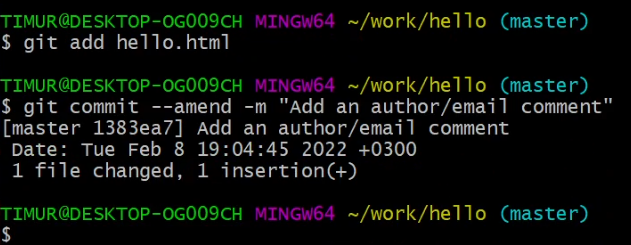 TIMUR@DESKTOP-OG009CH MINGW64 ~/work/hello (master)
$ git add hello.html
TIMUR@DESKTOP-OG009CH MINGW64 ~/work/hello (master)
$ git commit --amend -m "Add an author/email comment"
[master 1383ea7] Add an author/email comment
 Date: Tue Feb 8 19:04:45 2022 +0300
 1 file changed, 1 insertion(+)
TIMUR@DESKTOP-OG009CH MINGW64 ~/work/hello (master)
$